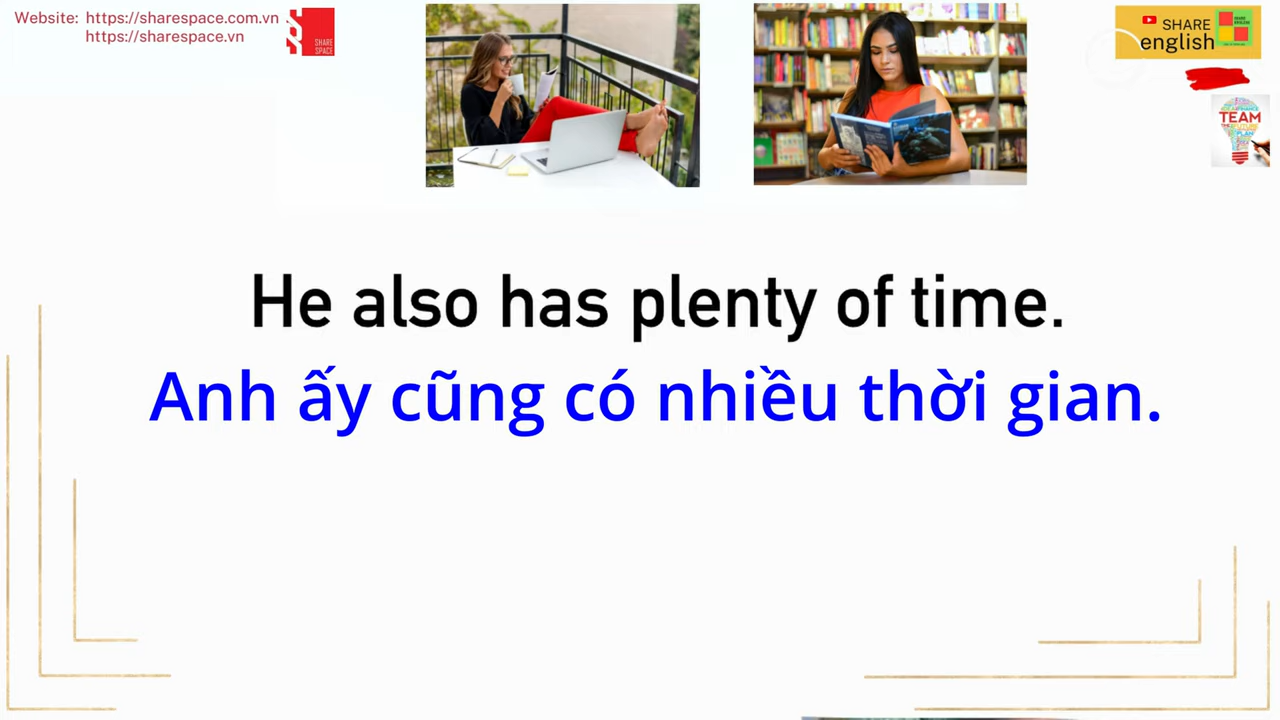 Website: https://sharespace.com.vn
https://sharespace.vn
SHARE
SPACE
SHARE
english
TEAM
He also has plenty of time.
Anh ấy cũng có nhiều thời gian.